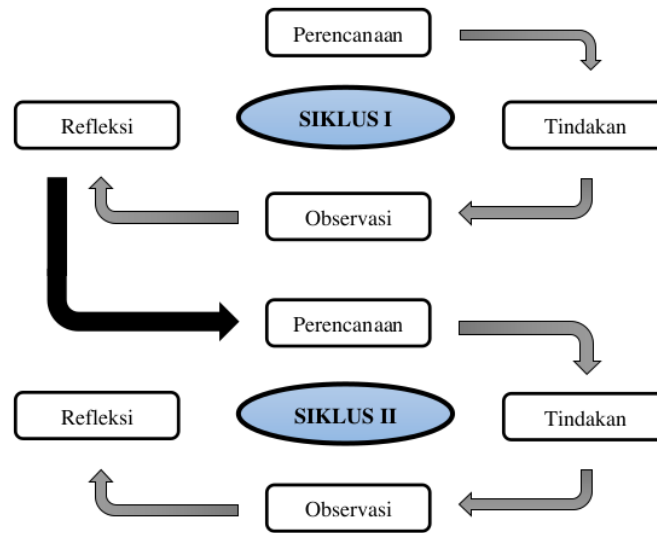 Perencanaan
Refleksi
SIKLUS I
Tindakan
Observasi
Perencanaan
Refleksi
SIKLUS II
Tindakan
Observasi